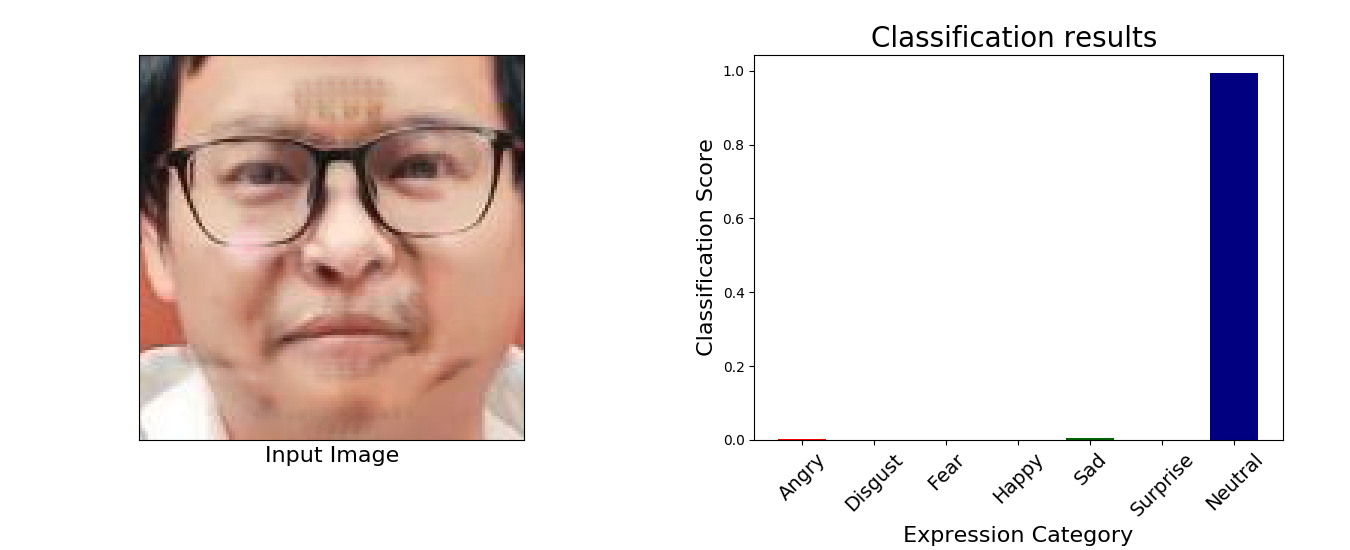 Classification results
Classification Score
1.0
0.8
0.6
0.4
0.2
0.0
Angry
Disgust
Fear
Happy
Sad
Surprise
Neutral
Expression Category
Input Image